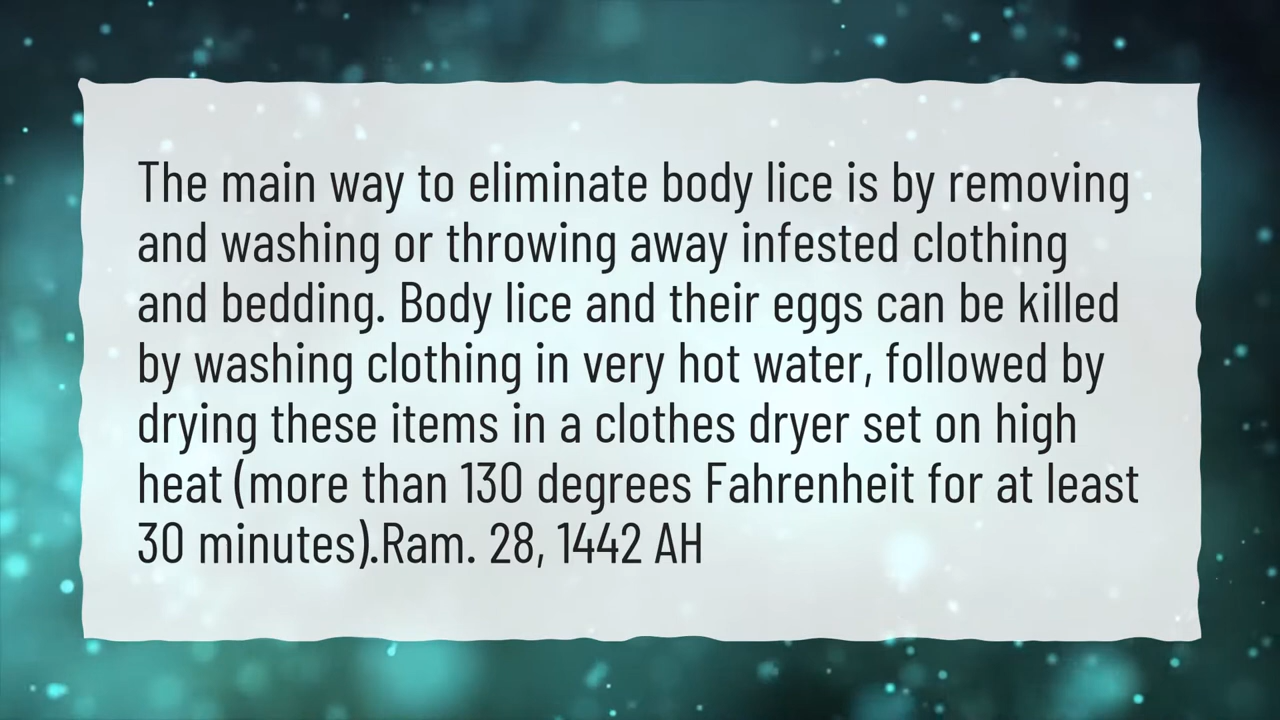 The main way to eliminate body lice is by removing
and washing or throwing away infested clothing
and bedding. Body lice and their eggs can be killed
by washing clothing in very hot water, followed by
drying these items in a clothes dryer set on high
heat (more than 130 degrees Fahrenheit for at least
30 minutes).Ram. 28, 1442 AH